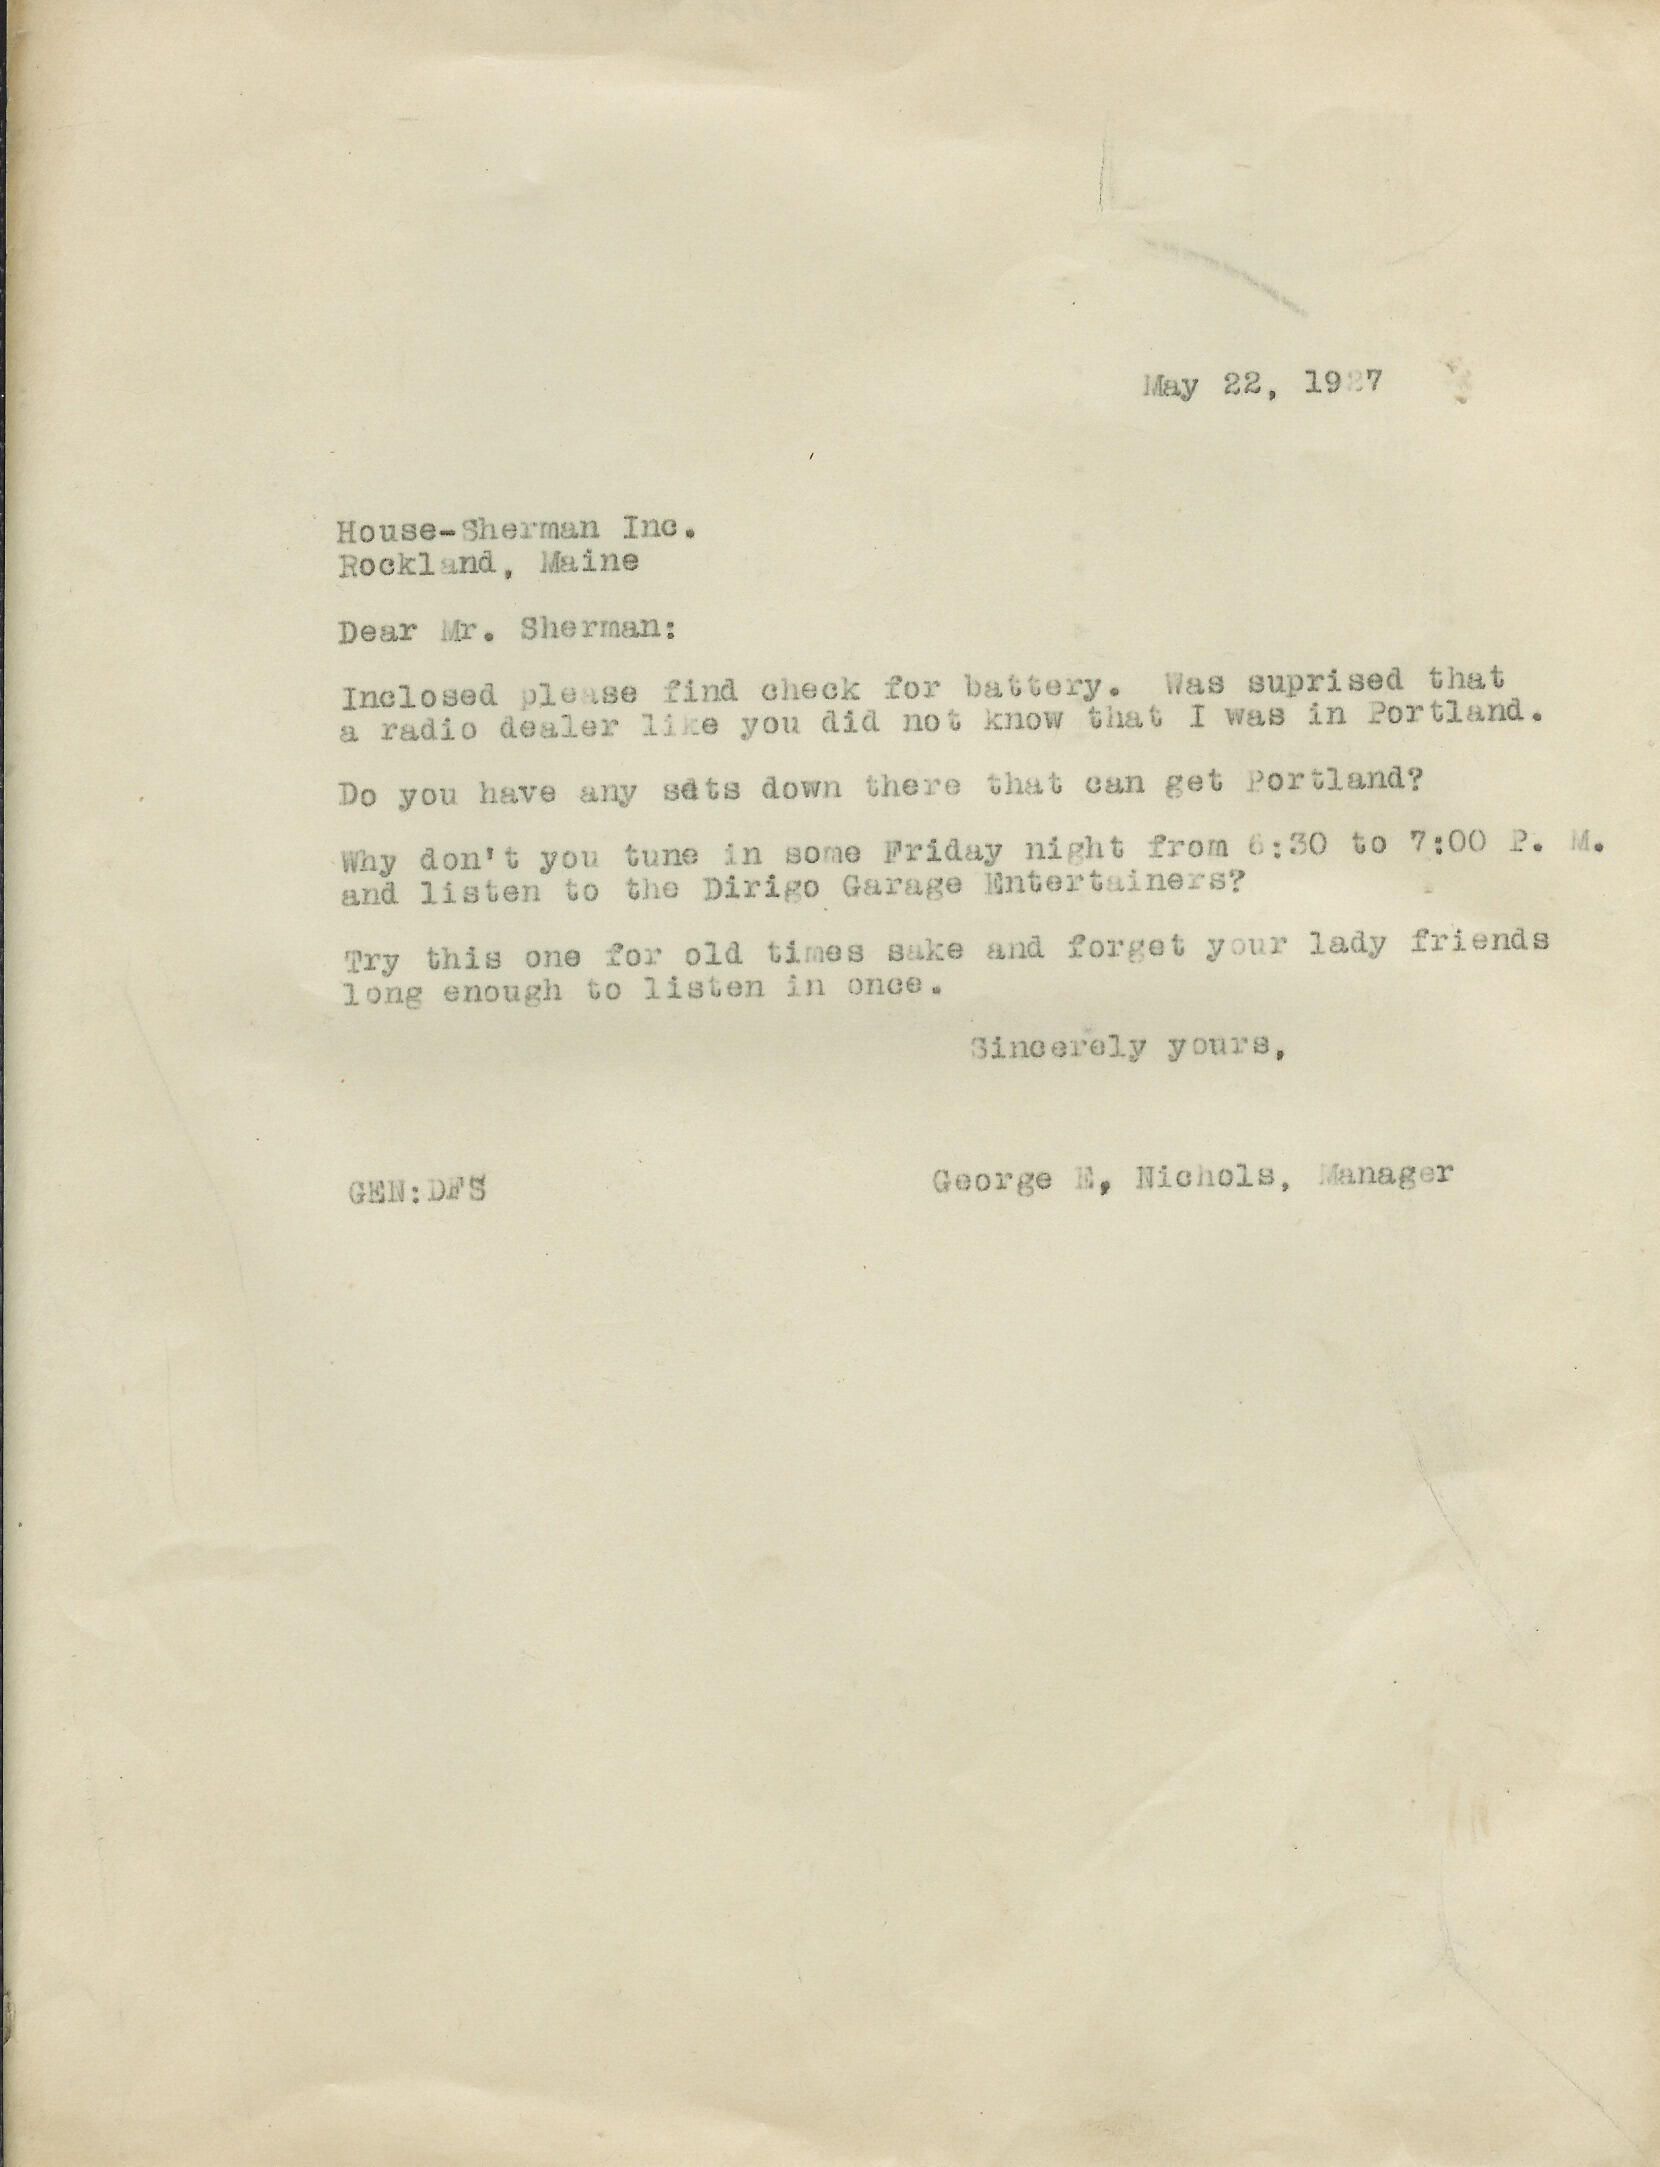 May 22, 1927
House-Sherman Inc.
Rockland, Maine
Dear Mr. Sherman:
Inclosed please find check for battery. Was suprised that
a radio dealer like you did not know that I was in Portland.
Do you have any sets down there that can get Portland?
Why don't you tune in some Friday night from 6:30 to 7:00 P. M.
and listen to the Dirigo Garage Entertainers?
Try this one for old times sake and forget your lady friends
long enough to listen in once.
Sincerely yours,
George E, Nichols, Manager
GEN:DFS